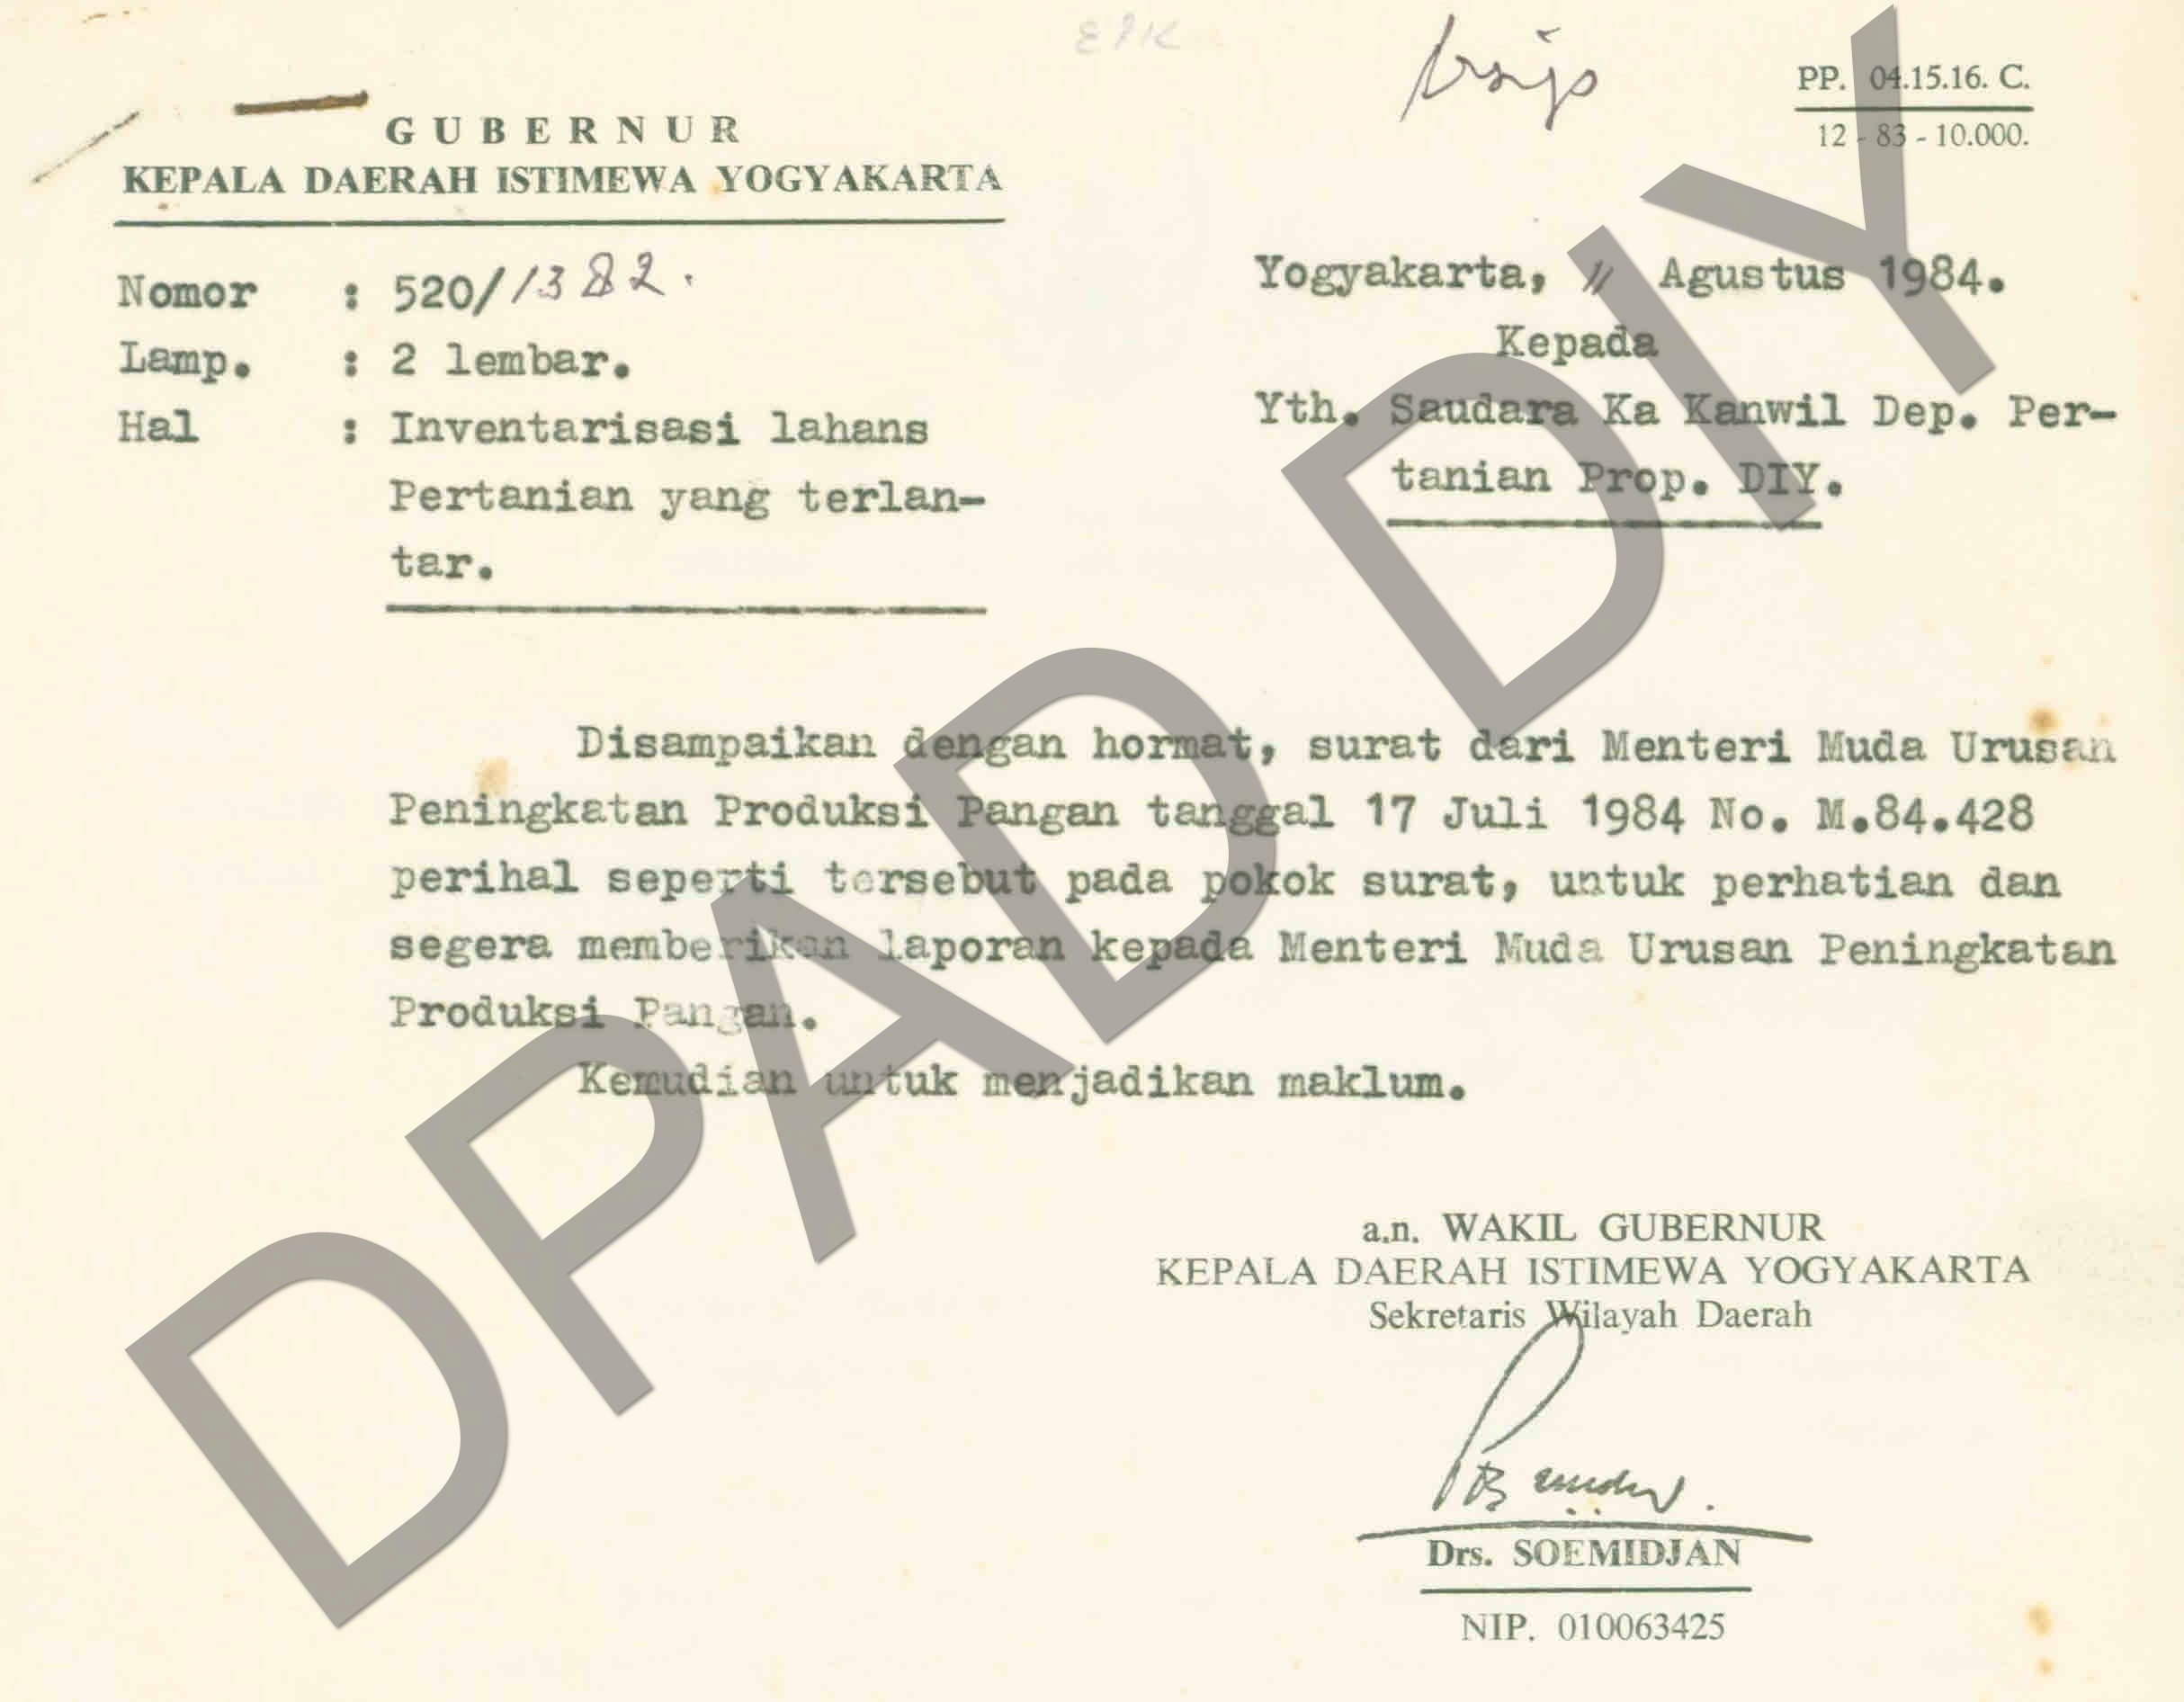 PP. 04.15.16. C.
12 - 83 - 10.000.
G U B E R N U R
KEPALA DAERAH ISTIMEWA YOGYAKARTA
Nomor : 520/1382.
Lamp. : 2 lembar.
Hal : Inventarisasi lahans
Pertanian yang terlan-
tar.
Yogyakarta, 11 Agustus 1984.
Kepada
Yth. Saudara Ka Kanwil Dep. Per-
tanian Prop. DIY.
Disampaikan dengan hormat, surat dari Menteri Muda Urusan
Peningkatan Produksi Pangan tanggal 17 Juli 1984 No. M.84.428
perihal seperti tersebut pada pokok surat, untuk perhatian dan
segera memberikan laporan kepada Menteri Muda Urusan Peningkatan
Produksi Pangan.
Kemudian untuk menjadikan maklum.
a.n. WAKIL GUBERNUR
KEPALA DAERAH ISTIMEWA YOGYAKARTA
Sekretaris Wilayah Daerah
Drs. SOEMIDJAN
NIP. 010063425
DPAD DIY